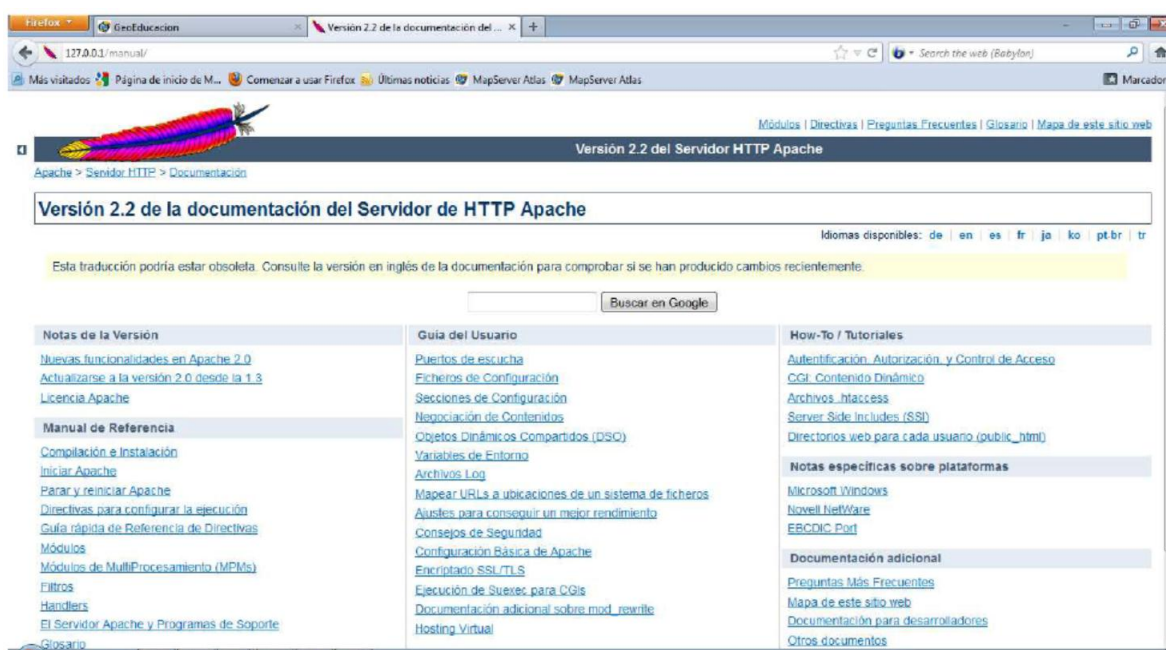 Firefox
GeoEducacion
Versión 2.2 de la documentación del ...
127.0.0.1/manual/
Search the web (Babylon)
Más visitados
Página de inicio de M...
Comenzar a usar Firefox
Últimas noticias
MapServer Atlas
MapServer Atlas
Marcador
Módulos | Directivas | Preguntas Frecuentes | Glosario | Mapa de este sitio web
Versión 2.2 del Servidor HTTP Apache
Apache > Servidor HTTP > Documentación
Versión 2.2 de la documentación del Servidor de HTTP Apache
Idiomas disponibles: de | en | es | fr | ja | ko | pt-br | tr
Esta traducción podría estar obsoleta. Consulte la versión en inglés de la documentación para comprobar si se han producido cambios recientemente.
Buscar en Google
Notas de la Versión
Nuevas funcionalidades en Apache 2.0
Actualizarse a la versión 2.0 desde la 1.3
Licencia Apache
Manual de Referencia
Compilación e Instalación
Iniciar Apache
Parar y reiniciar Apache
Directivas para configurar la ejecución
Guía rápida de Referencia de Directivas
Módulos
Módulos de MultiProcesamiento (MPMs)
Filtros
Handlers
El Servidor Apache y Programas de Soporte
Glosario
Guía del Usuario
Puertos de escucha
Ficheros de Configuración
Secciones de Configuración
Negociación de Contenidos
Objetos Dinámicos Compartidos (DSO)
Variables de Entorno
Archivos Log
Mapear URLs a ubicaciones de un sistema de ficheros
Ajustes para conseguir un mejor rendimiento
Consejos de Seguridad
Configuración Básica de Apache
Encriptado SSL/TLS
Ejecución de Suexec para CGIs
Documentación adicional sobre mod_rewrite
Hosting Virtual
How-To / Tutoriales
Autentificación, Autorización, y Control de Acceso
CGI: Contenido Dinámico
Archivos .htaccess
Server Side Includes (SSI)
Directorios web para cada usuario (public_html)
Notas específicas sobre plataformas
Microsoft Windows
Novell NetWare
EBCDIC Port
Documentación adicional
Preguntas Más Frecuentes
Mapa de este sitio web
Documentación para desarrolladores
Otros documentos